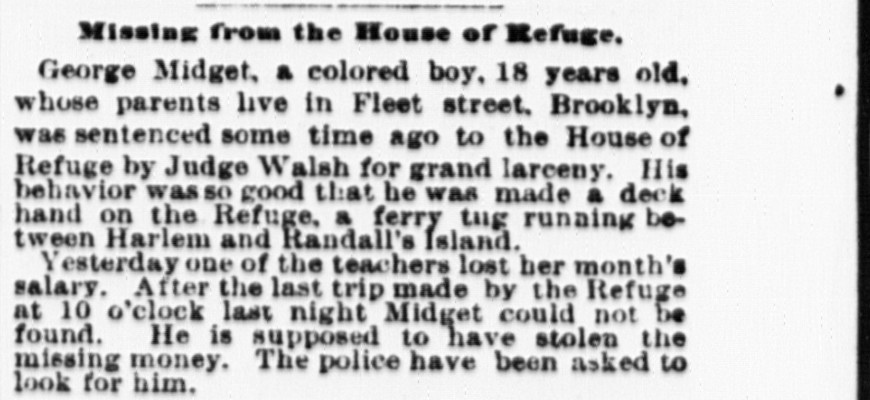 Missing from the House of Refuge.
George Midget, a colored boy, 18 years old,
whose parents live in Fleet street, Brooklyn,
was sentenced some time ago to the House of
Refuge by Judge Walsh for grand larceny. His
behavior was so good that he was made a deck
hand on the Refuge, a ferry tug running be-
tween Harlem and Randall's Island.
Yesterday one of the teachers lost her month's
salary. After the last trip made by the Refuge
at 10 o'clock last night Midget could not be
found. He is supposed to have stolen the
missing money. The police have been asked to
look for him.